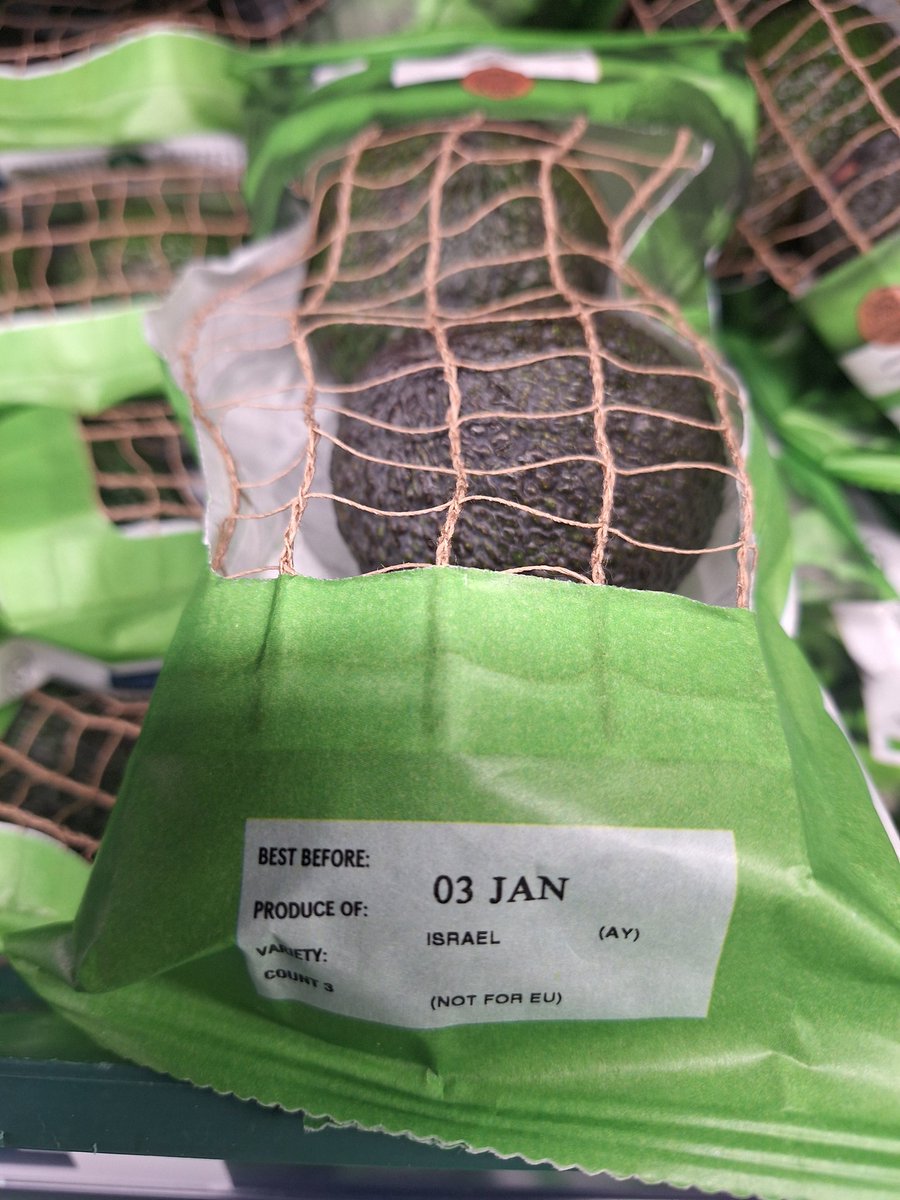 BEST BEFORE:
03 JAN
PRODUCE OF:
ISRAEL (AY)
VARIETY:
COUNT 3
(NOT FOR EU)